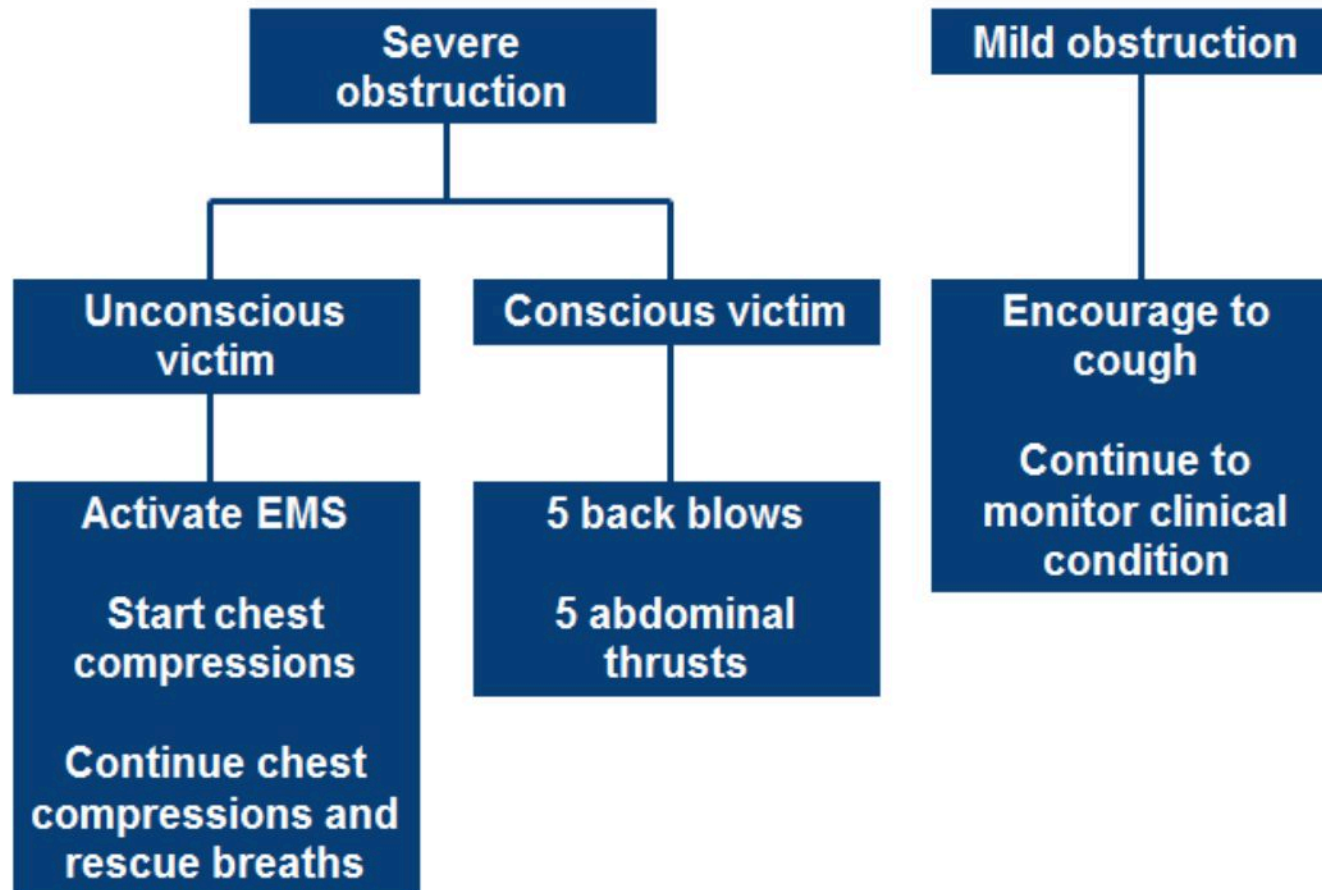 Severe
obstruction
Mild obstruction
Unconscious
victim
Conscious victim
Encourage to
cough
Continue to
monitor clinical
condition
Activate EMS
Start chest
compressions
Continue chest
compressions and
rescue breaths
5 back blows
5 abdominal
thrusts